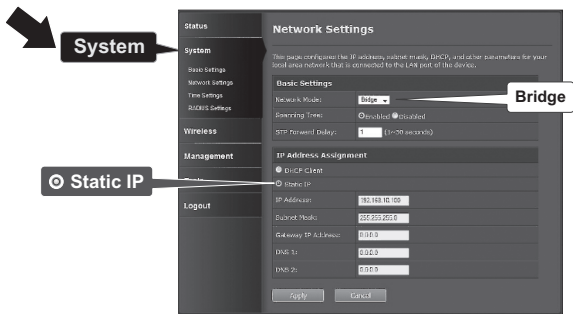 Status
System
Basic Settings
Network Settings
Time Settings
RADIUS Settings
Wireless
Management
Logout
System
Static IP
Bridge
Network Settings
This page configures the IP address, subnet mask, DHCP, and other parameters for your
local area network that is connected to the LAN port of the device.
Basic Settings
Network Mode: Bridge
Spanning Tree: Enabled Disabled
STP Forward Delay: 1 (1~30 seconds)
IP Address Assignment
DHCP Client
Static IP
IP Address: 192.168.10.100
Subnet Mask: 255.255.255.0
Gateway IP Address: 0.0.0.0
DNS 1: 0.0.0.0
DNS 2: 0.0.0.0
Apply Cancel